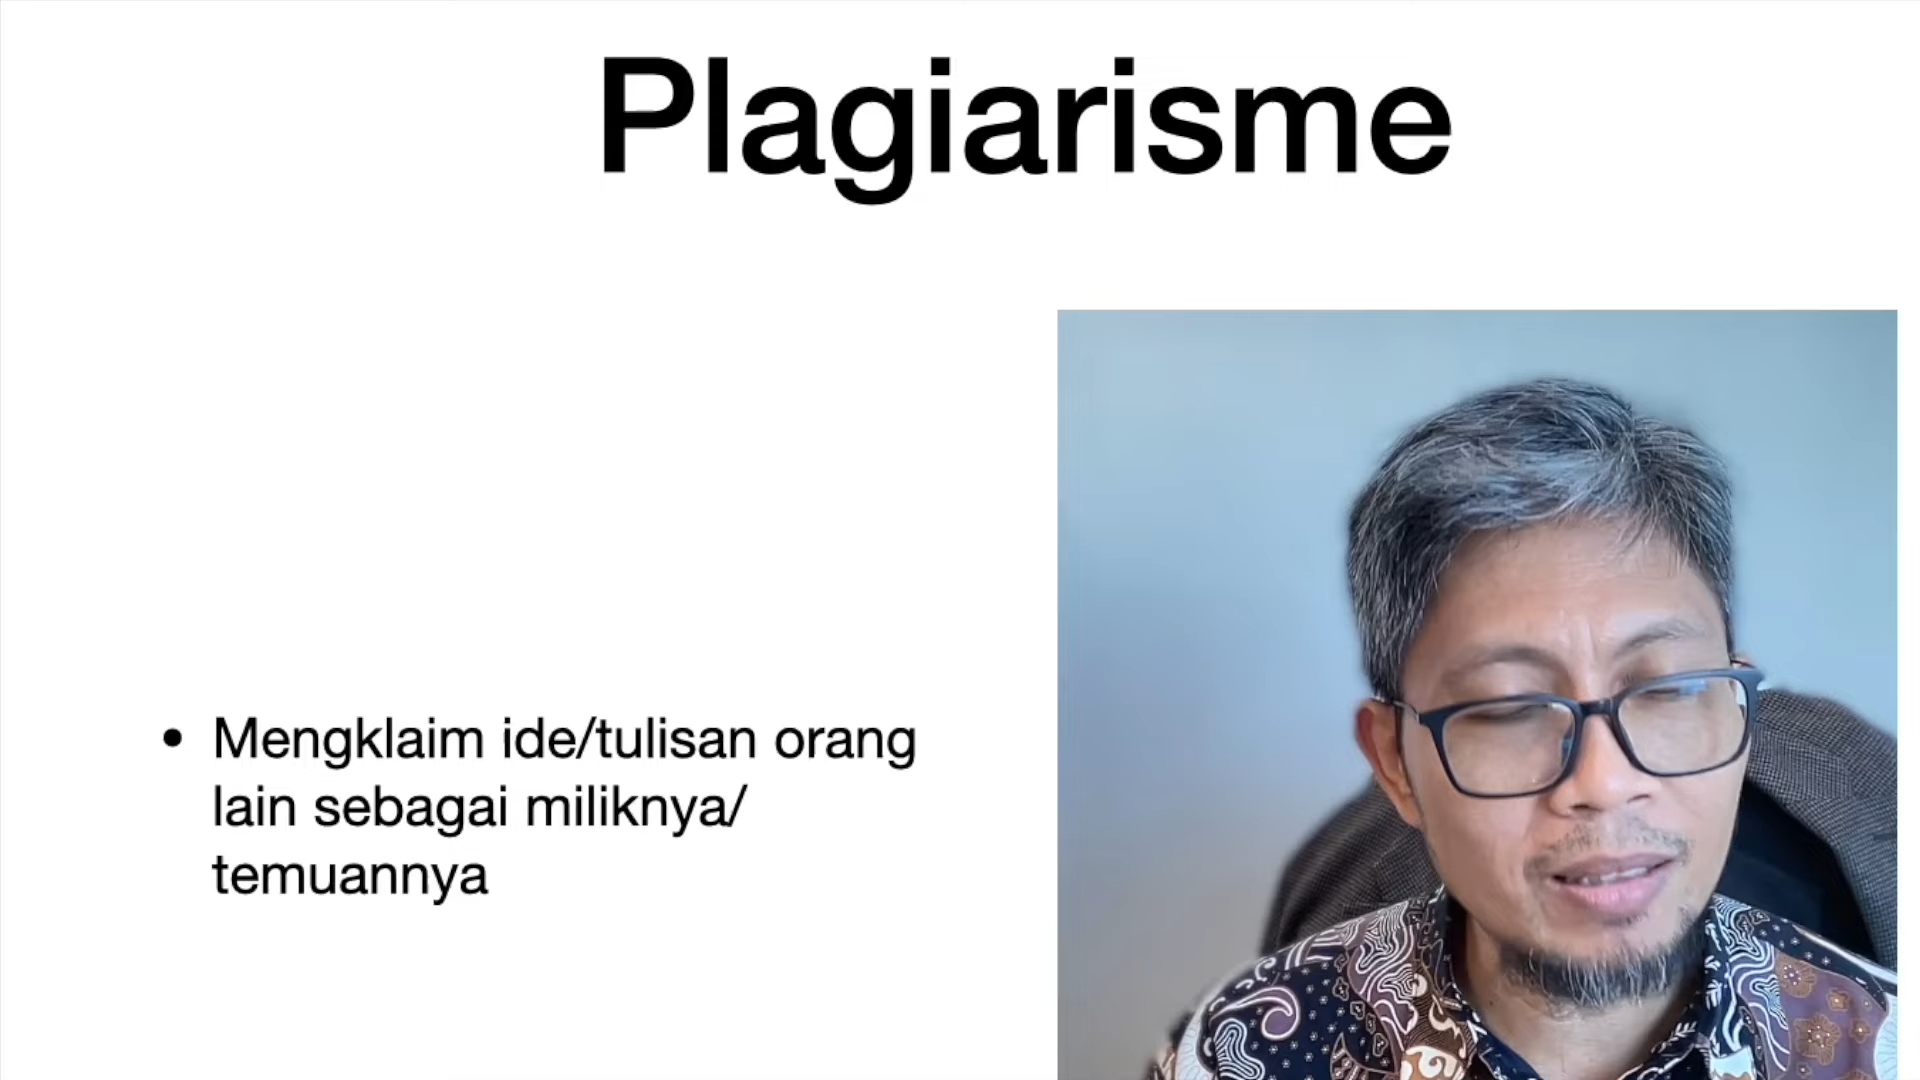 Plagiarisme
• Mengklaim ide/tulisan orang
lain sebagai miliknya/
temuannya